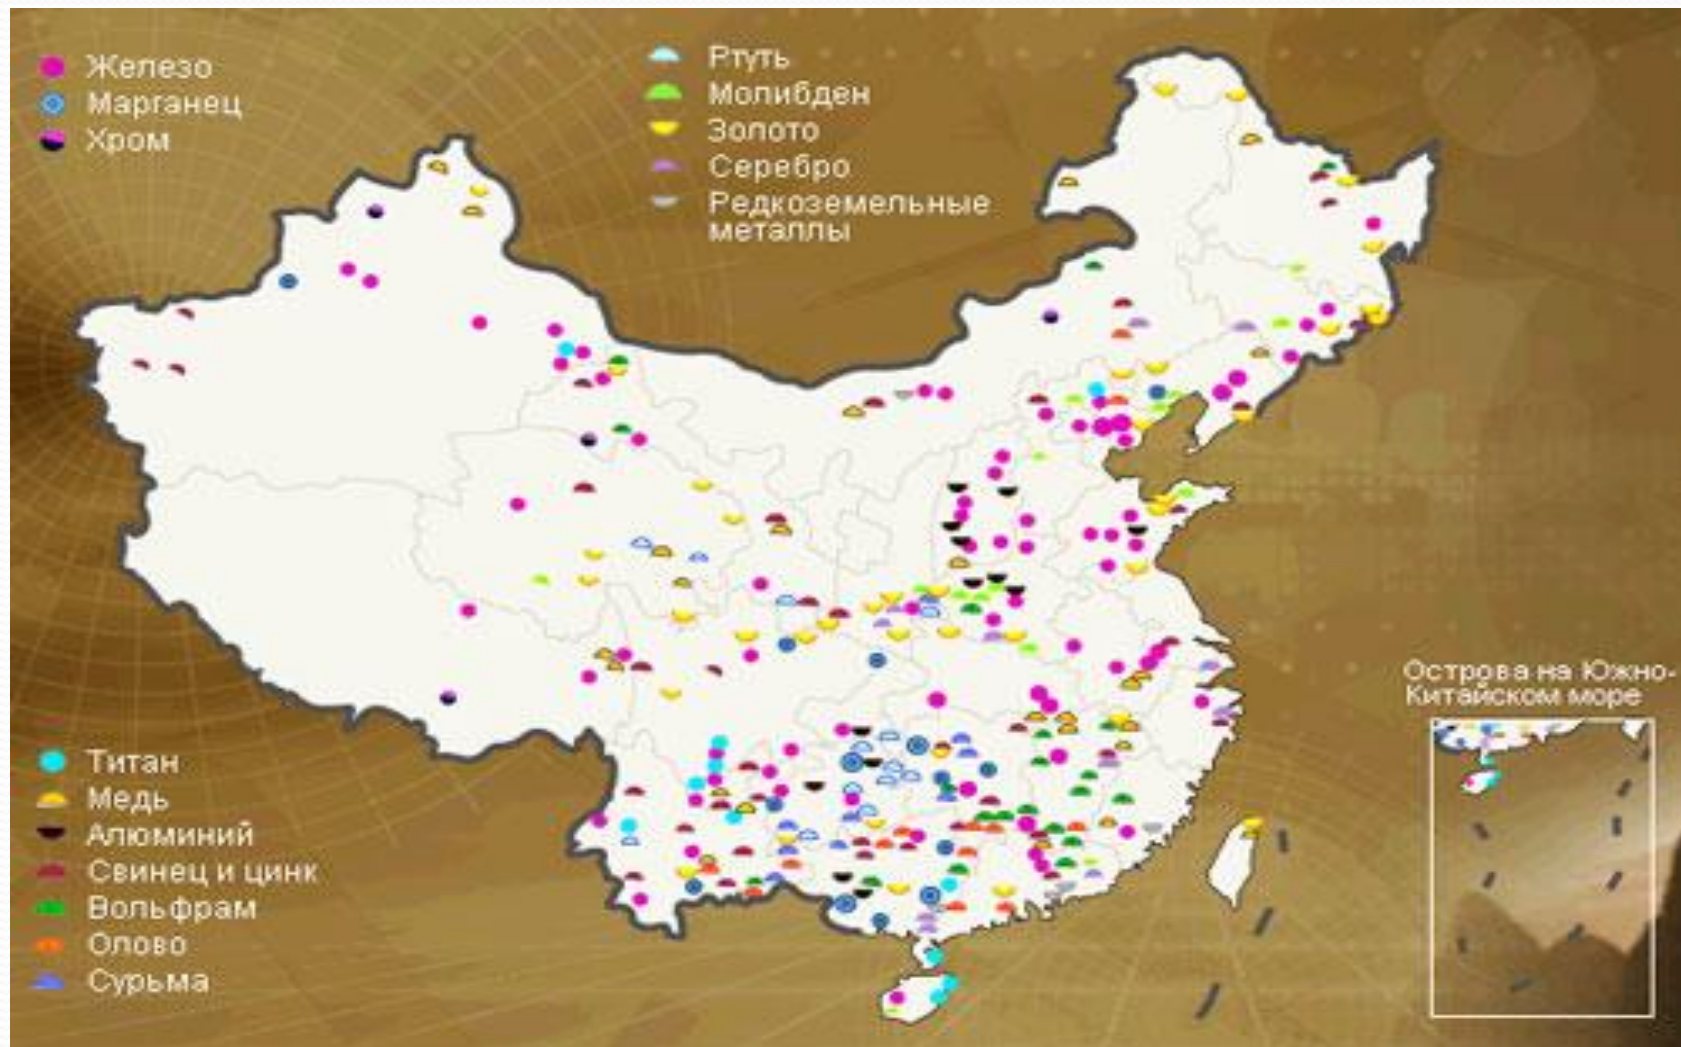 Железо
Марганец
Хром
Ртуть
Молибден
Золото
Серебро
Редкоземельные
металлы
Острова на Южно-
Китайском море
Титан
Медь
Алюминий
Свинец и цинк
Вольфрам
Олово
Сурьма